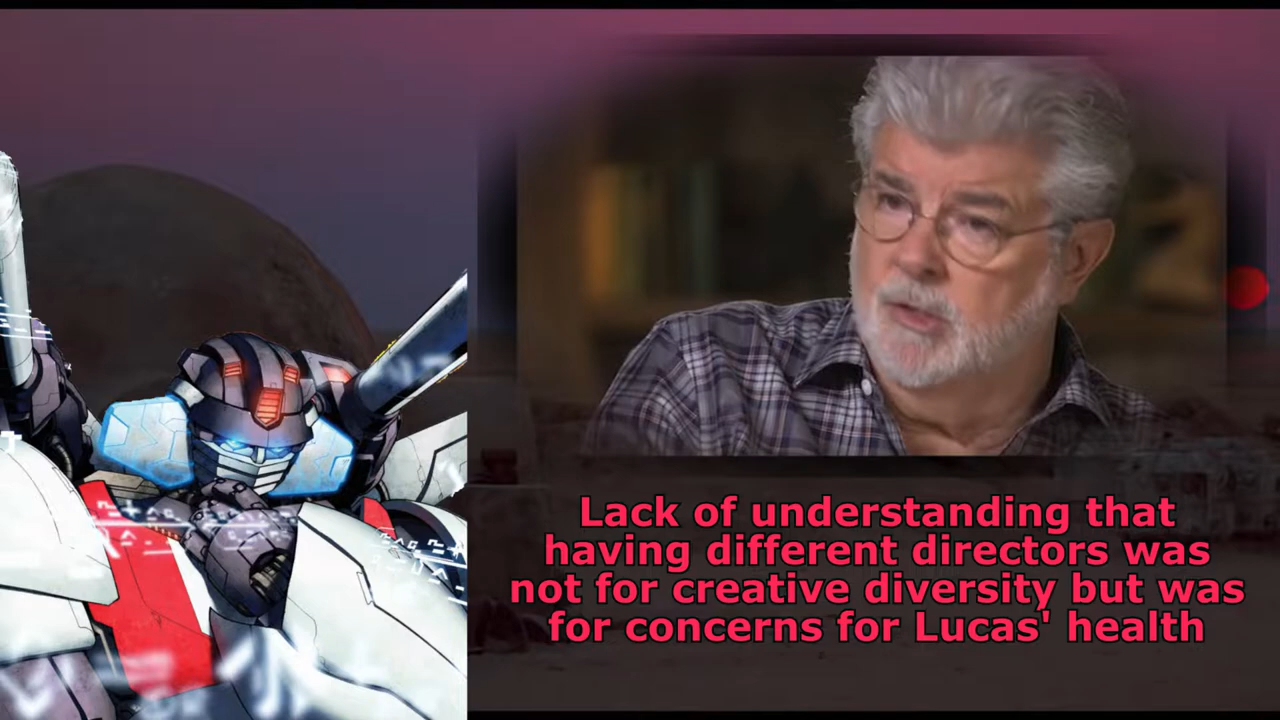 Lack of understanding that
having different directors was
not for creative diversity but was
for concerns for Lucas' health